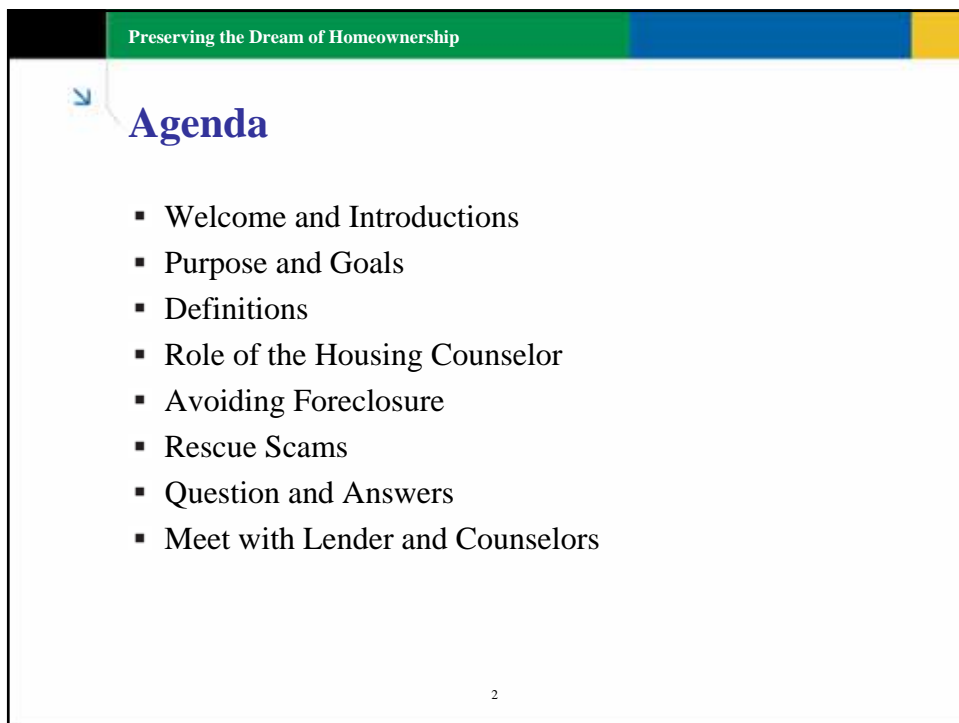 Preserving the Dream of Homeownership
Agenda
▪ Welcome and Introductions
▪ Purpose and Goals
▪ Definitions
▪ Role of the Housing Counselor
▪ Avoiding Foreclosure
▪ Rescue Scams
▪ Question and Answers
▪ Meet with Lender and Counselors
2